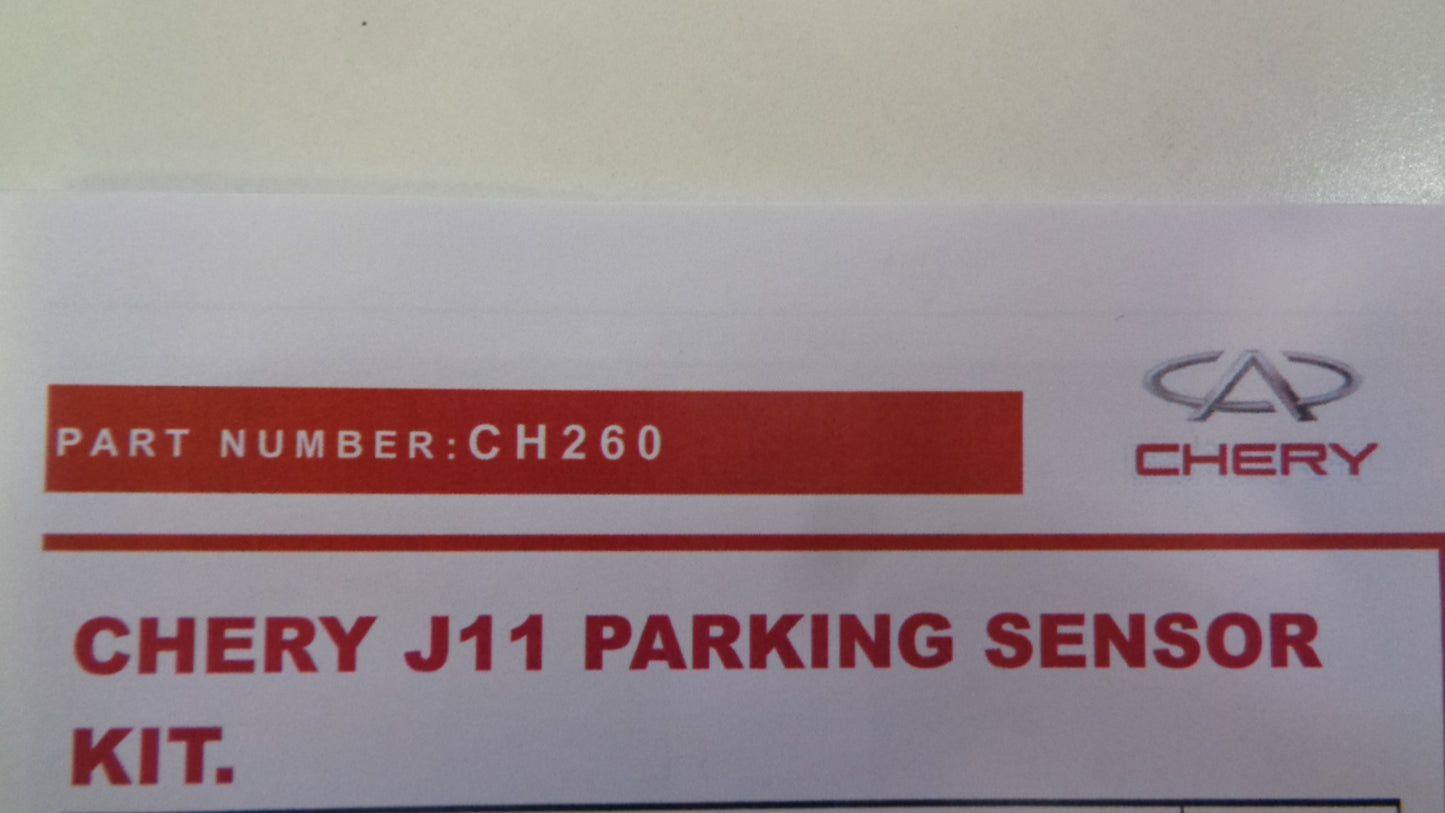 PART NUMBER:CH260
CHERY
CHERY J11 PARKING SENSOR
KIT.